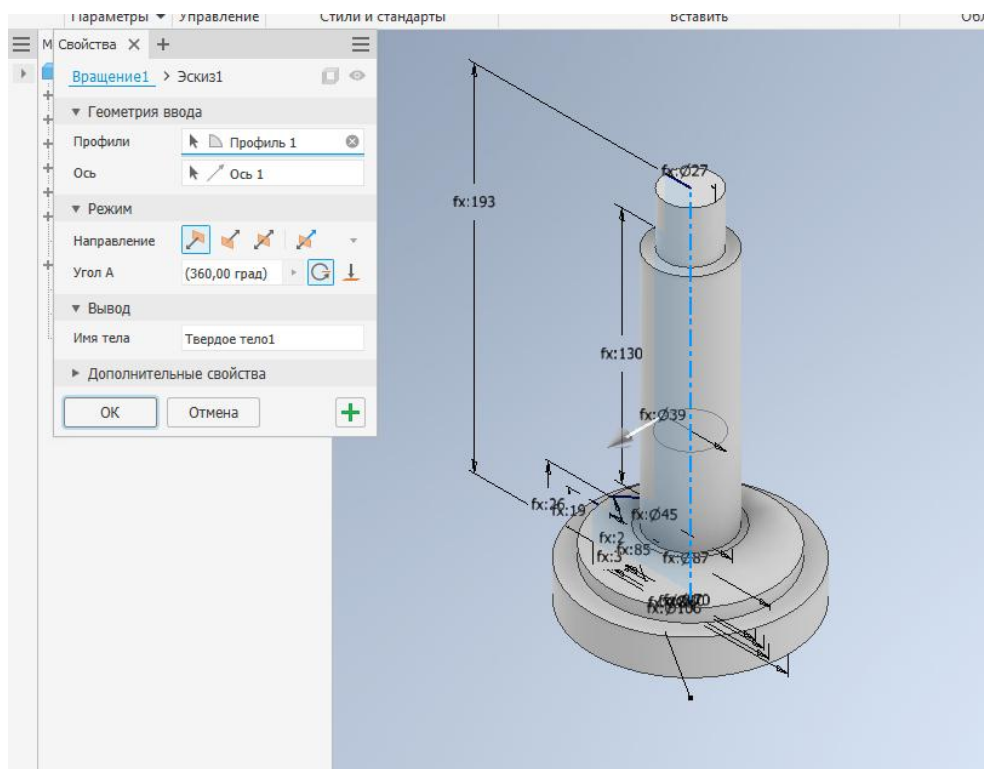 Параметры Управление Стили и стандарты Вставить
Свойства
Вращение1 > Эскиз1
Геометрия ввода
Профили Профиль 1
Ось Ось 1
Режим
Направление
Угол A (360,00 град)
Вывод
Имя тела Твердое тело1
Дополнительные свойства
ОК Отмена
fx:Ø27
fx:193
fx:130
fx:Ø39
fx:26
fx:19
fx:Ø45
fx:2
fx:85
fx:3
fx:Ø87